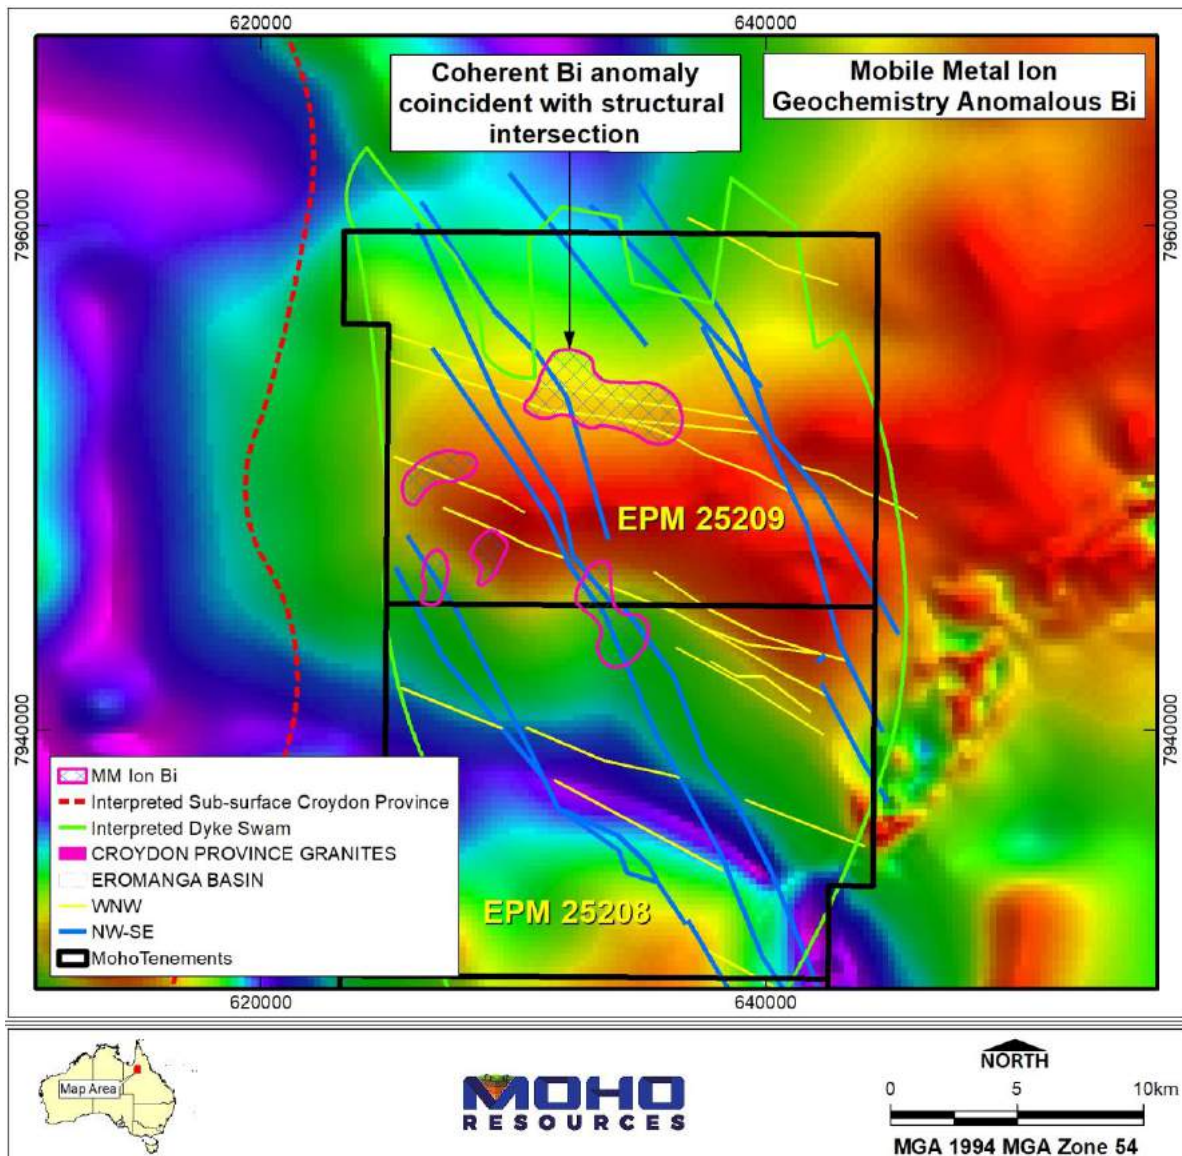 620000
640000
Coherent Bi anomaly
coincident with structural
intersection
Mobile Metal Ion
Geochemistry Anomalous Bi
7960000
7960000
EPM 25209
7940000
7940000
MM Ion Bi
Interpreted Sub-surface Croydon Province
Interpreted Dyke Swam
CROYDON PROVINCE GRANITES
EROMANGA BASIN
WNW
NW-SE
MohoTenements
EPM 25208
620000
640000
Map Area
MOHO
RESOURCES
NORTH
0 5 10km
MGA 1994 MGA Zone 54